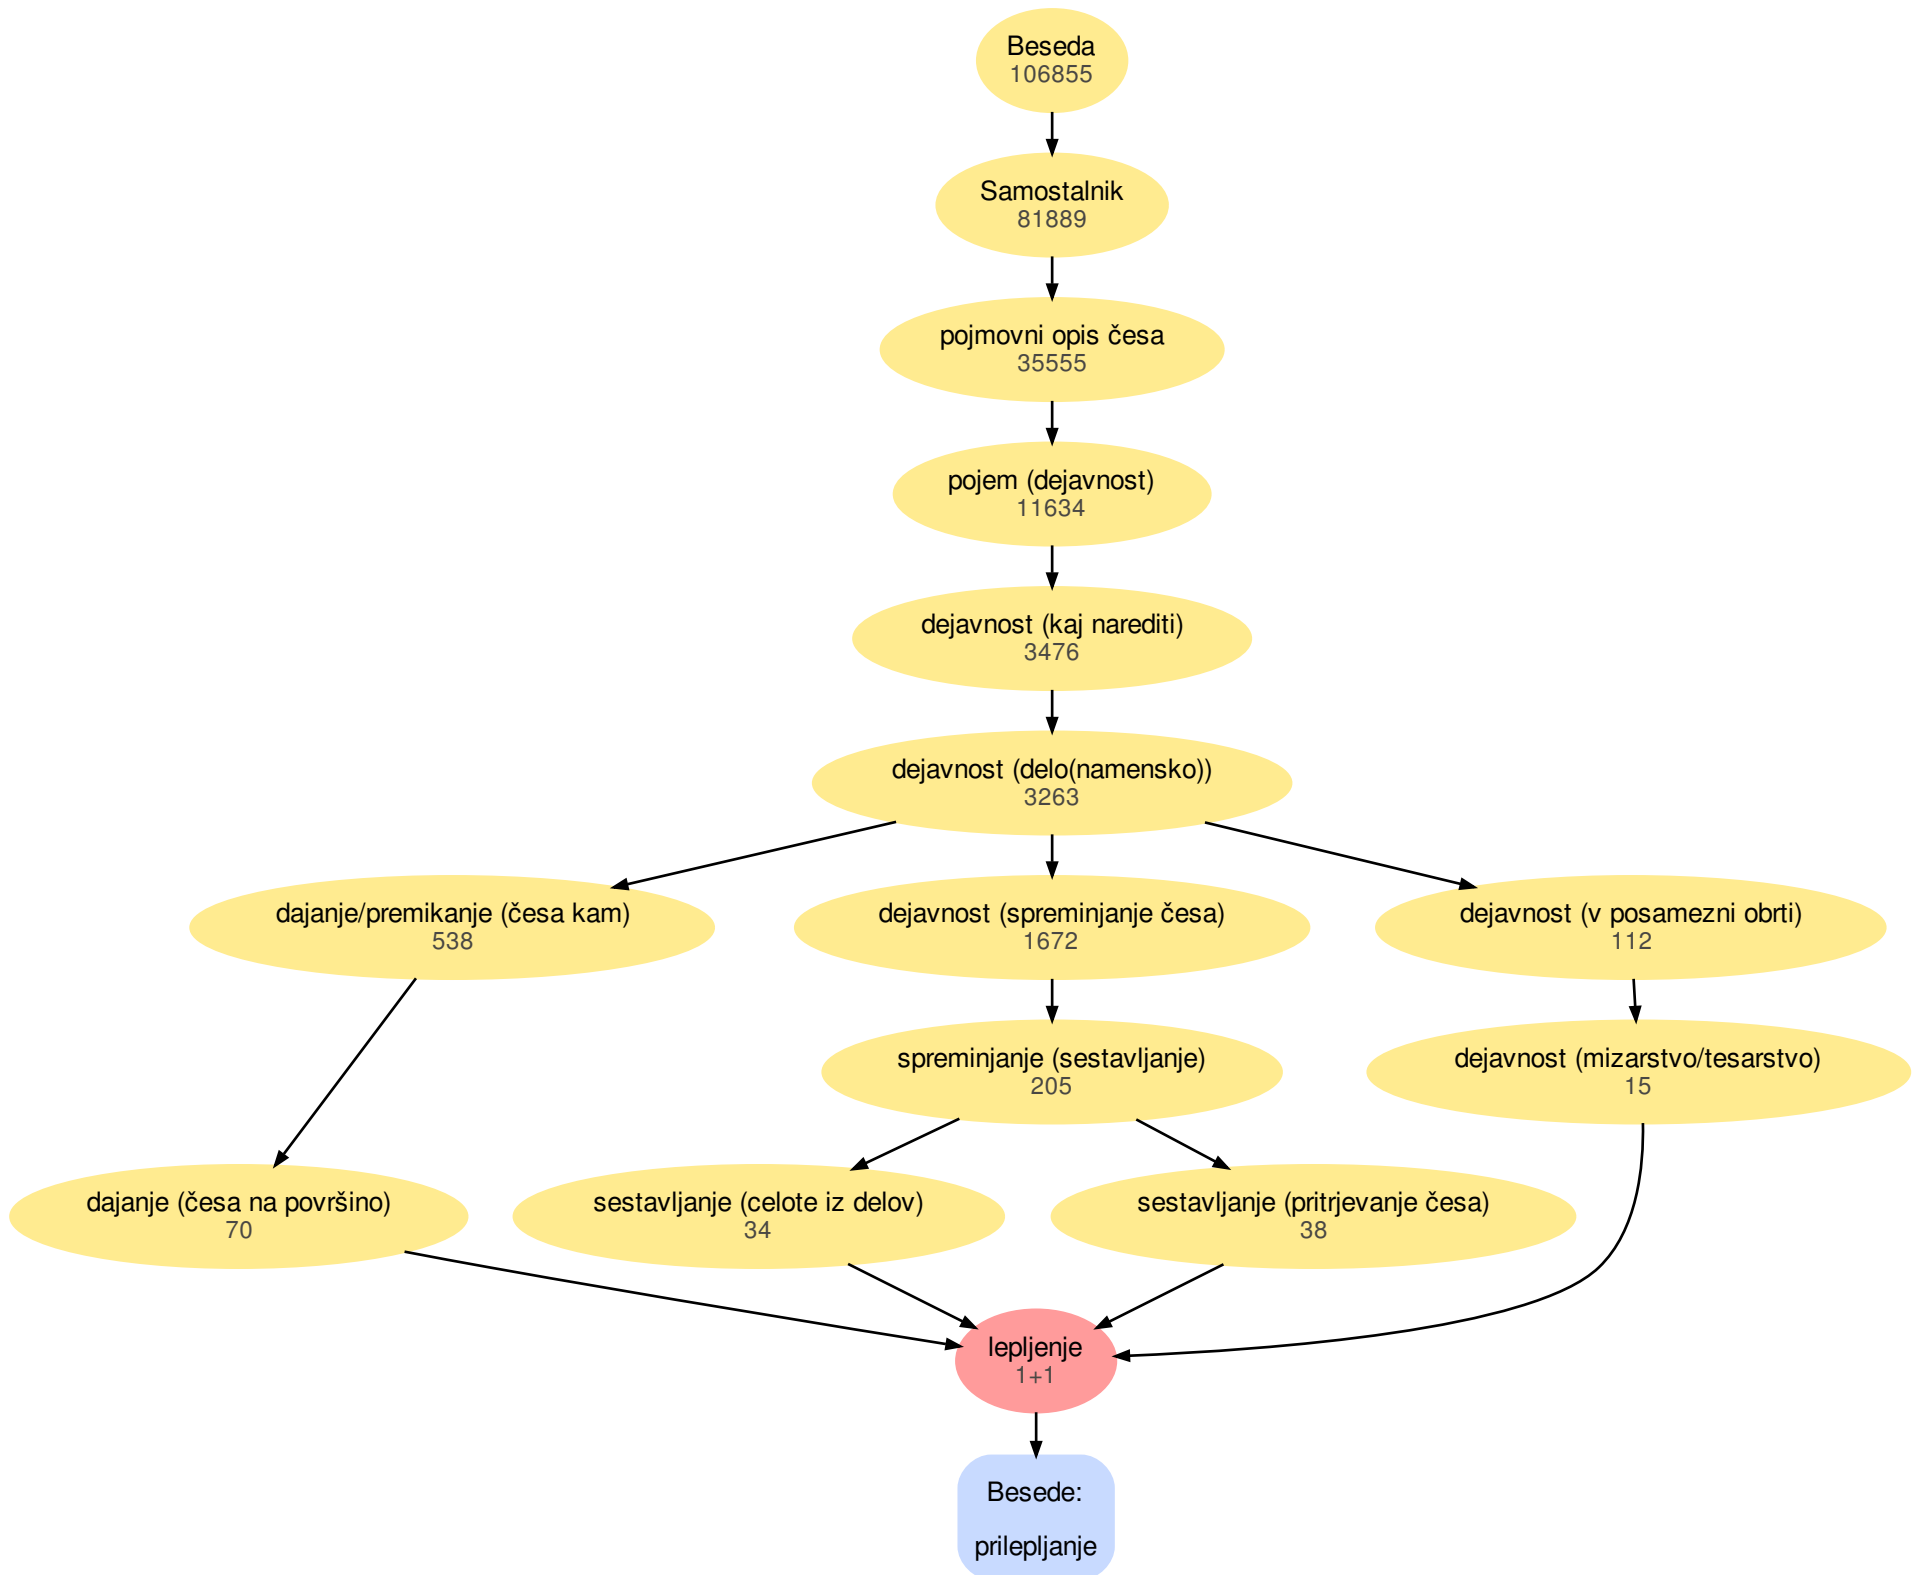 Beseda
106855
Samostalnik
81889
pojmovni opis česa
35555
pojem (dejavnost)
11634
dejavnost (kaj narediti)
3476
dejavnost (delo(namensko))
3263
dajanje/premikanje (česa kam)
538
dejavnost (spreminjanje česa)
1672
dejavnost (v posamezni obrti)
112
spreminjanje (sestavljanje)
205
dejavnost (mizarstvo/tesarstvo)
15
dajanje (česa na površino)
70
sestavljanje (celote iz delov)
34
sestavljanje (pritrjevanje česa)
38
lepljenje
1+1
Besede:
prilepljanje